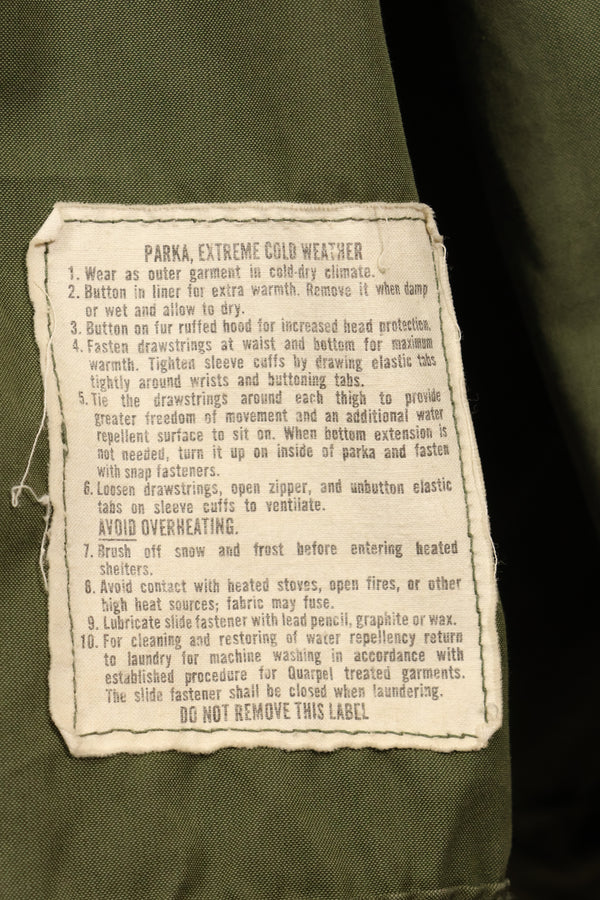 PARKA, EXTREME COLD WEATHER
1. Wear as outer garment in cold-dry climate.
2. Button in liner for extra warmth. Remove it when damp
or wet and allow to dry.
3. Button on fur ruffed hood for increased head protection.
4. Fasten drawstrings at waist and bottom for maximum
warmth. Tighten sleeve cuffs by drawing elastic tabs
tightly around wrists and buttoning tabs.
5. Tie the drawstrings around each thigh to provide
greater freedom of movement and an additional water
repellent surface to sit on. When bottom extension is
not needed, turn it up on inside of parka and fasten
with snap fasteners.
6. Loosen drawstrings, open zipper, and unbutton elastic
tabs on sleeve cuffs to ventilate.
AVOID OVERHEATING.
7. Brush off snow and frost before entering heated
shelters.
8. Avoid contact with heated stoves, open fires, or other
high heat sources; fabric may fuse.
9. Lubricate slide fastener with lead pencil, graphite or wax.
10. For cleaning and restoring of water repellency return
to laundry for machine washing in accordance with
established procedure for Quarpel treated garments.
The slide fastener shall be closed when laundering.
DO NOT REMOVE THIS LABEL